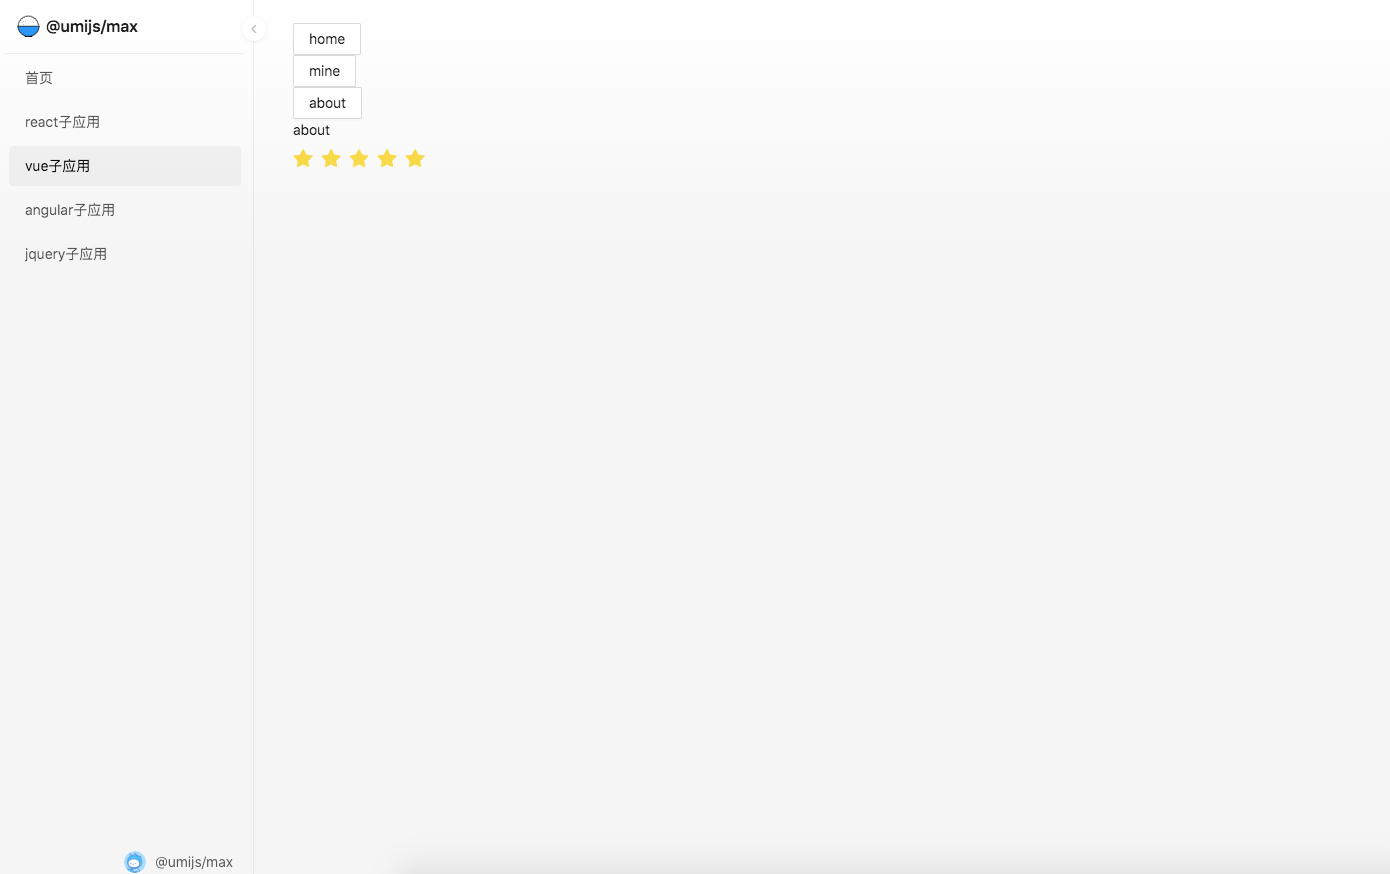 @umijs/max
首页
react子应用
vue子应用
angular子应用
jquery子应用
@umijs/max
home
mine
about
about